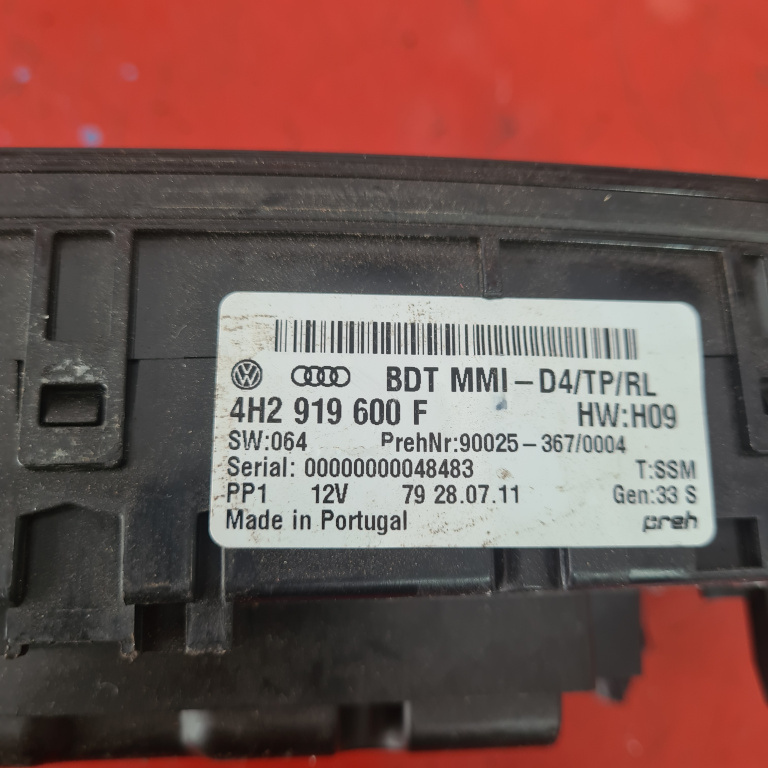 BDT MMI-D4/TP/RL
4H2 919 600 F HW:H09
SW:064 PrehNr:90025-367/0004
Serial: 00000000048483 T:SSM
PP1 12V 79 28.07.11 Gen:33 S
Made in Portugal preh